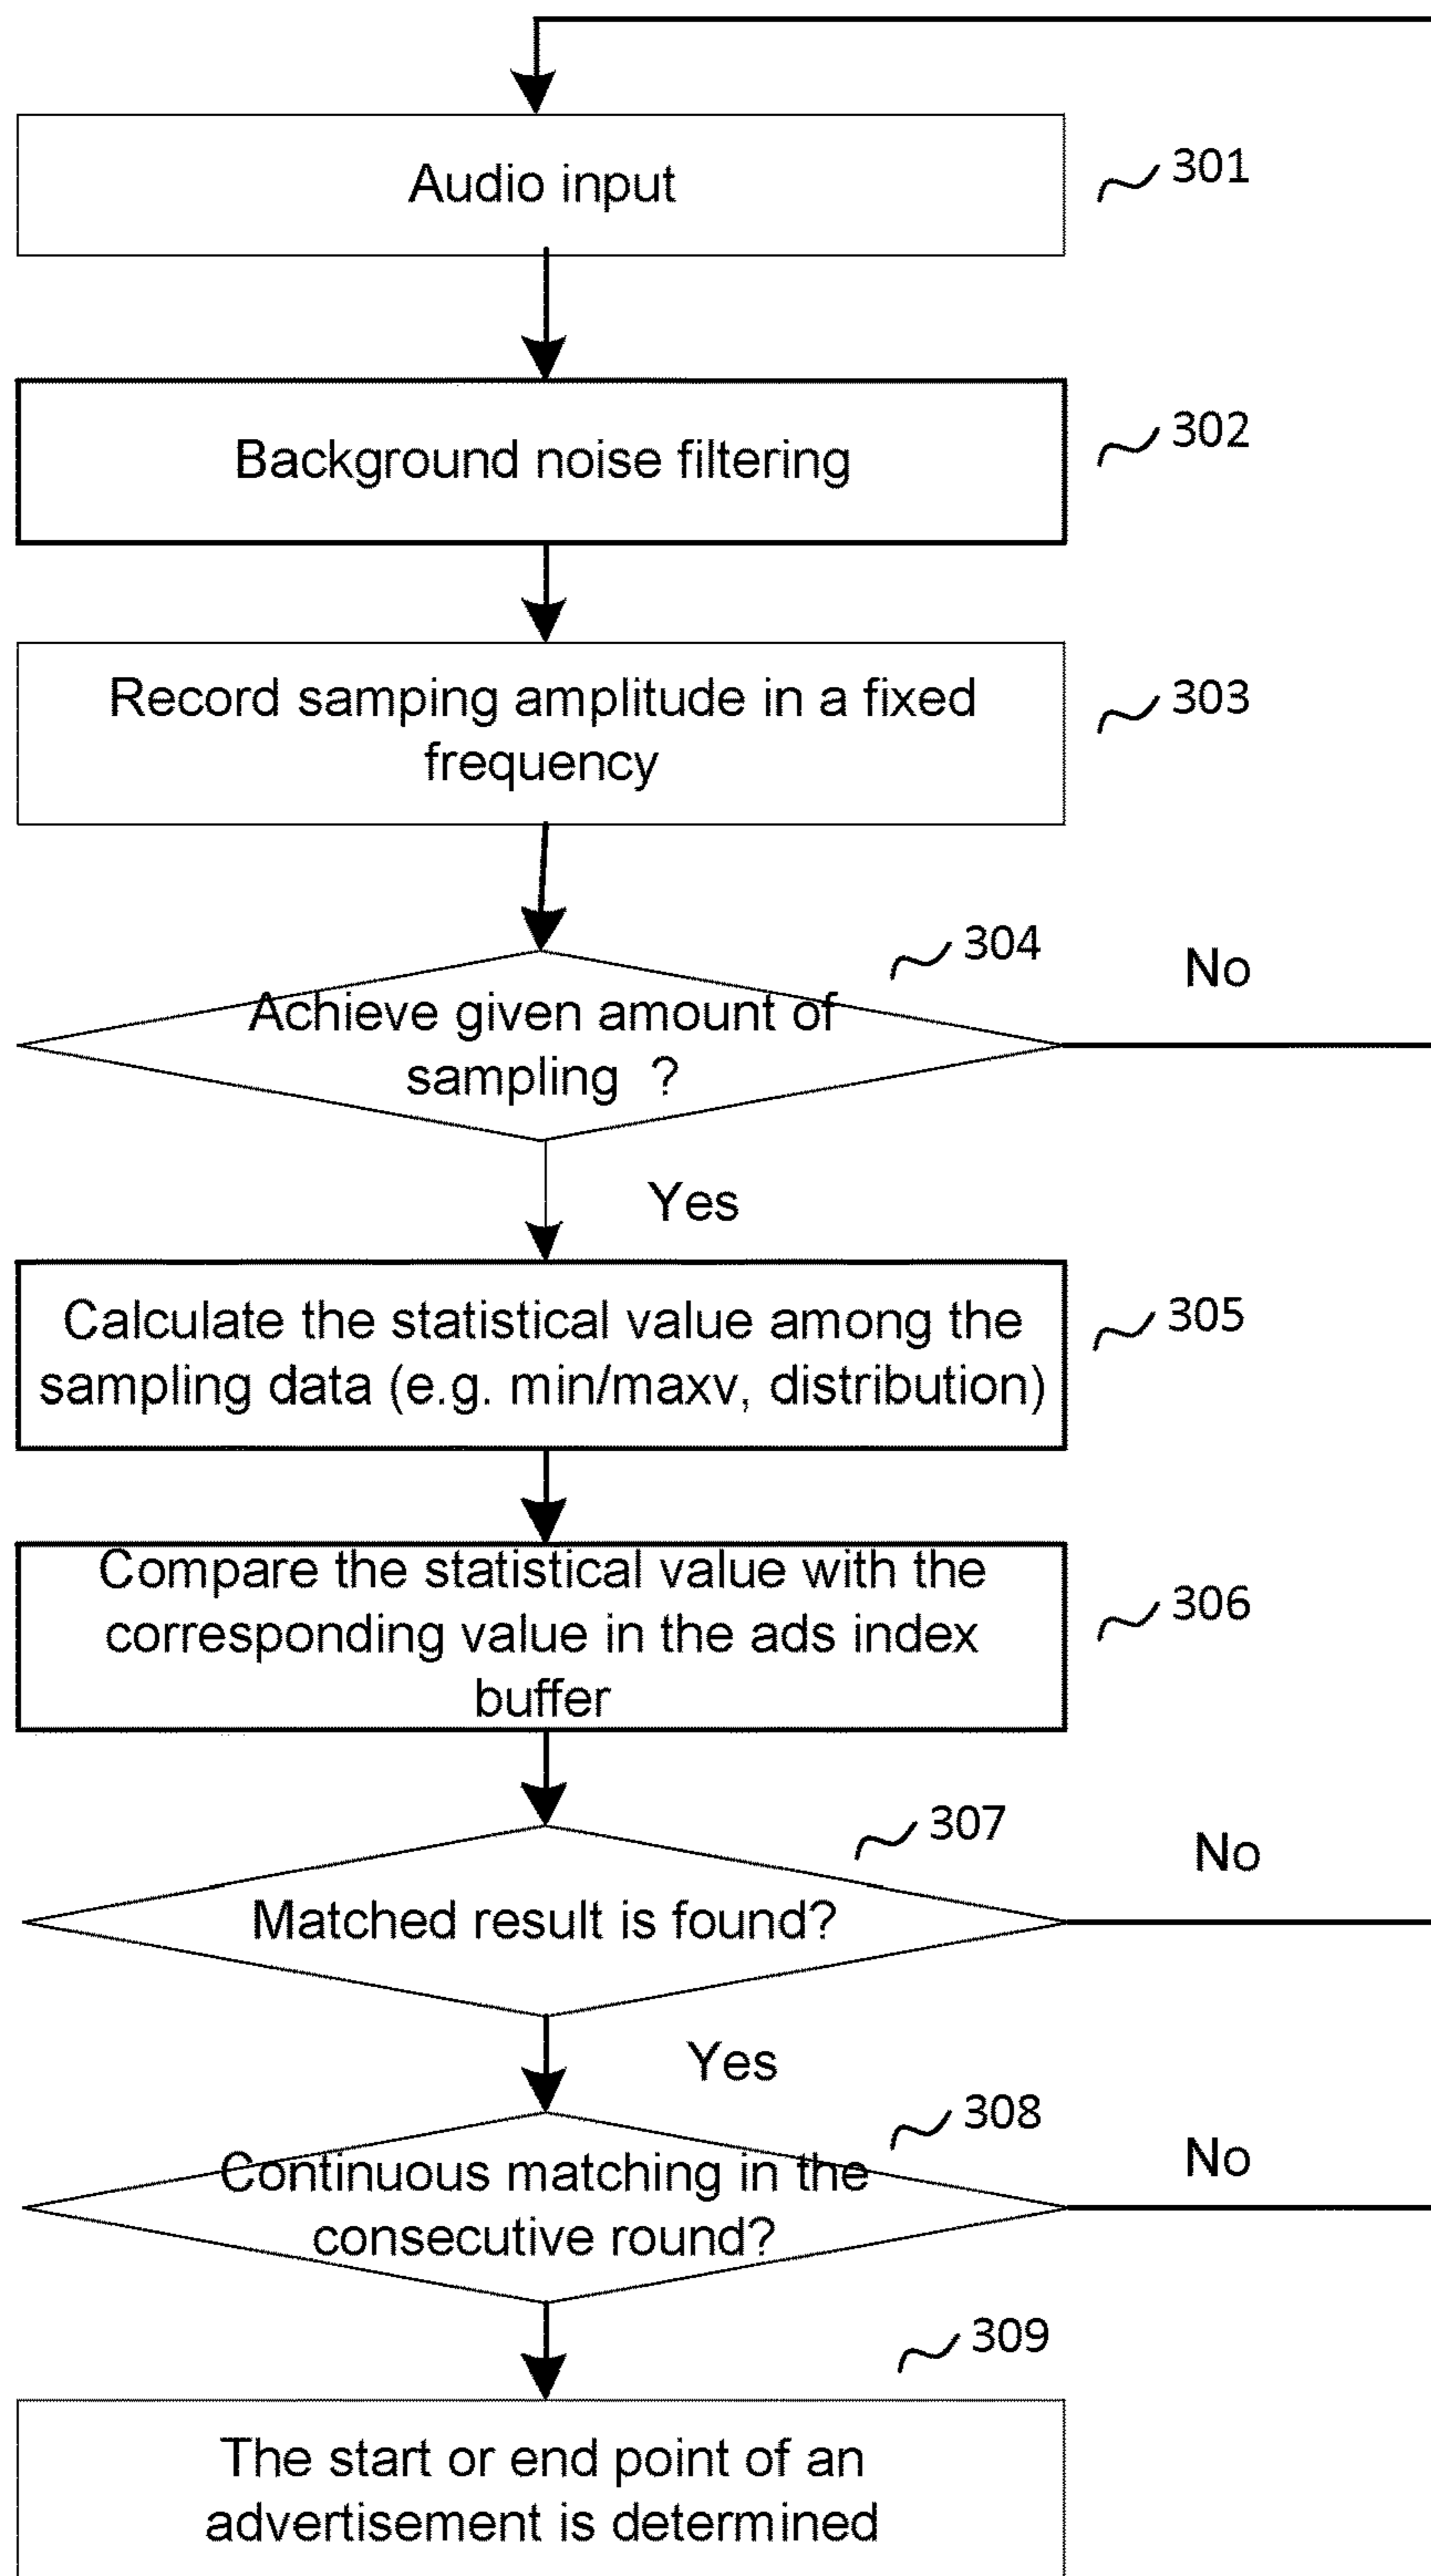 Audio input
301
Background noise filtering
302
Record samping amplitude in a fixed
frequency
303
304
No
Achieve given amount of
sampling ?
Yes
Calculate the statistical value among the
sampling data (e.g. min/maxv, distribution)
305
Compare the statistical value with the
corresponding value in the ads index
buffer
306
307
No
Matched result is found?
Yes
308
No
Continuous matching in the
consecutive round?
309
The start or end point of an
advertisement is determined